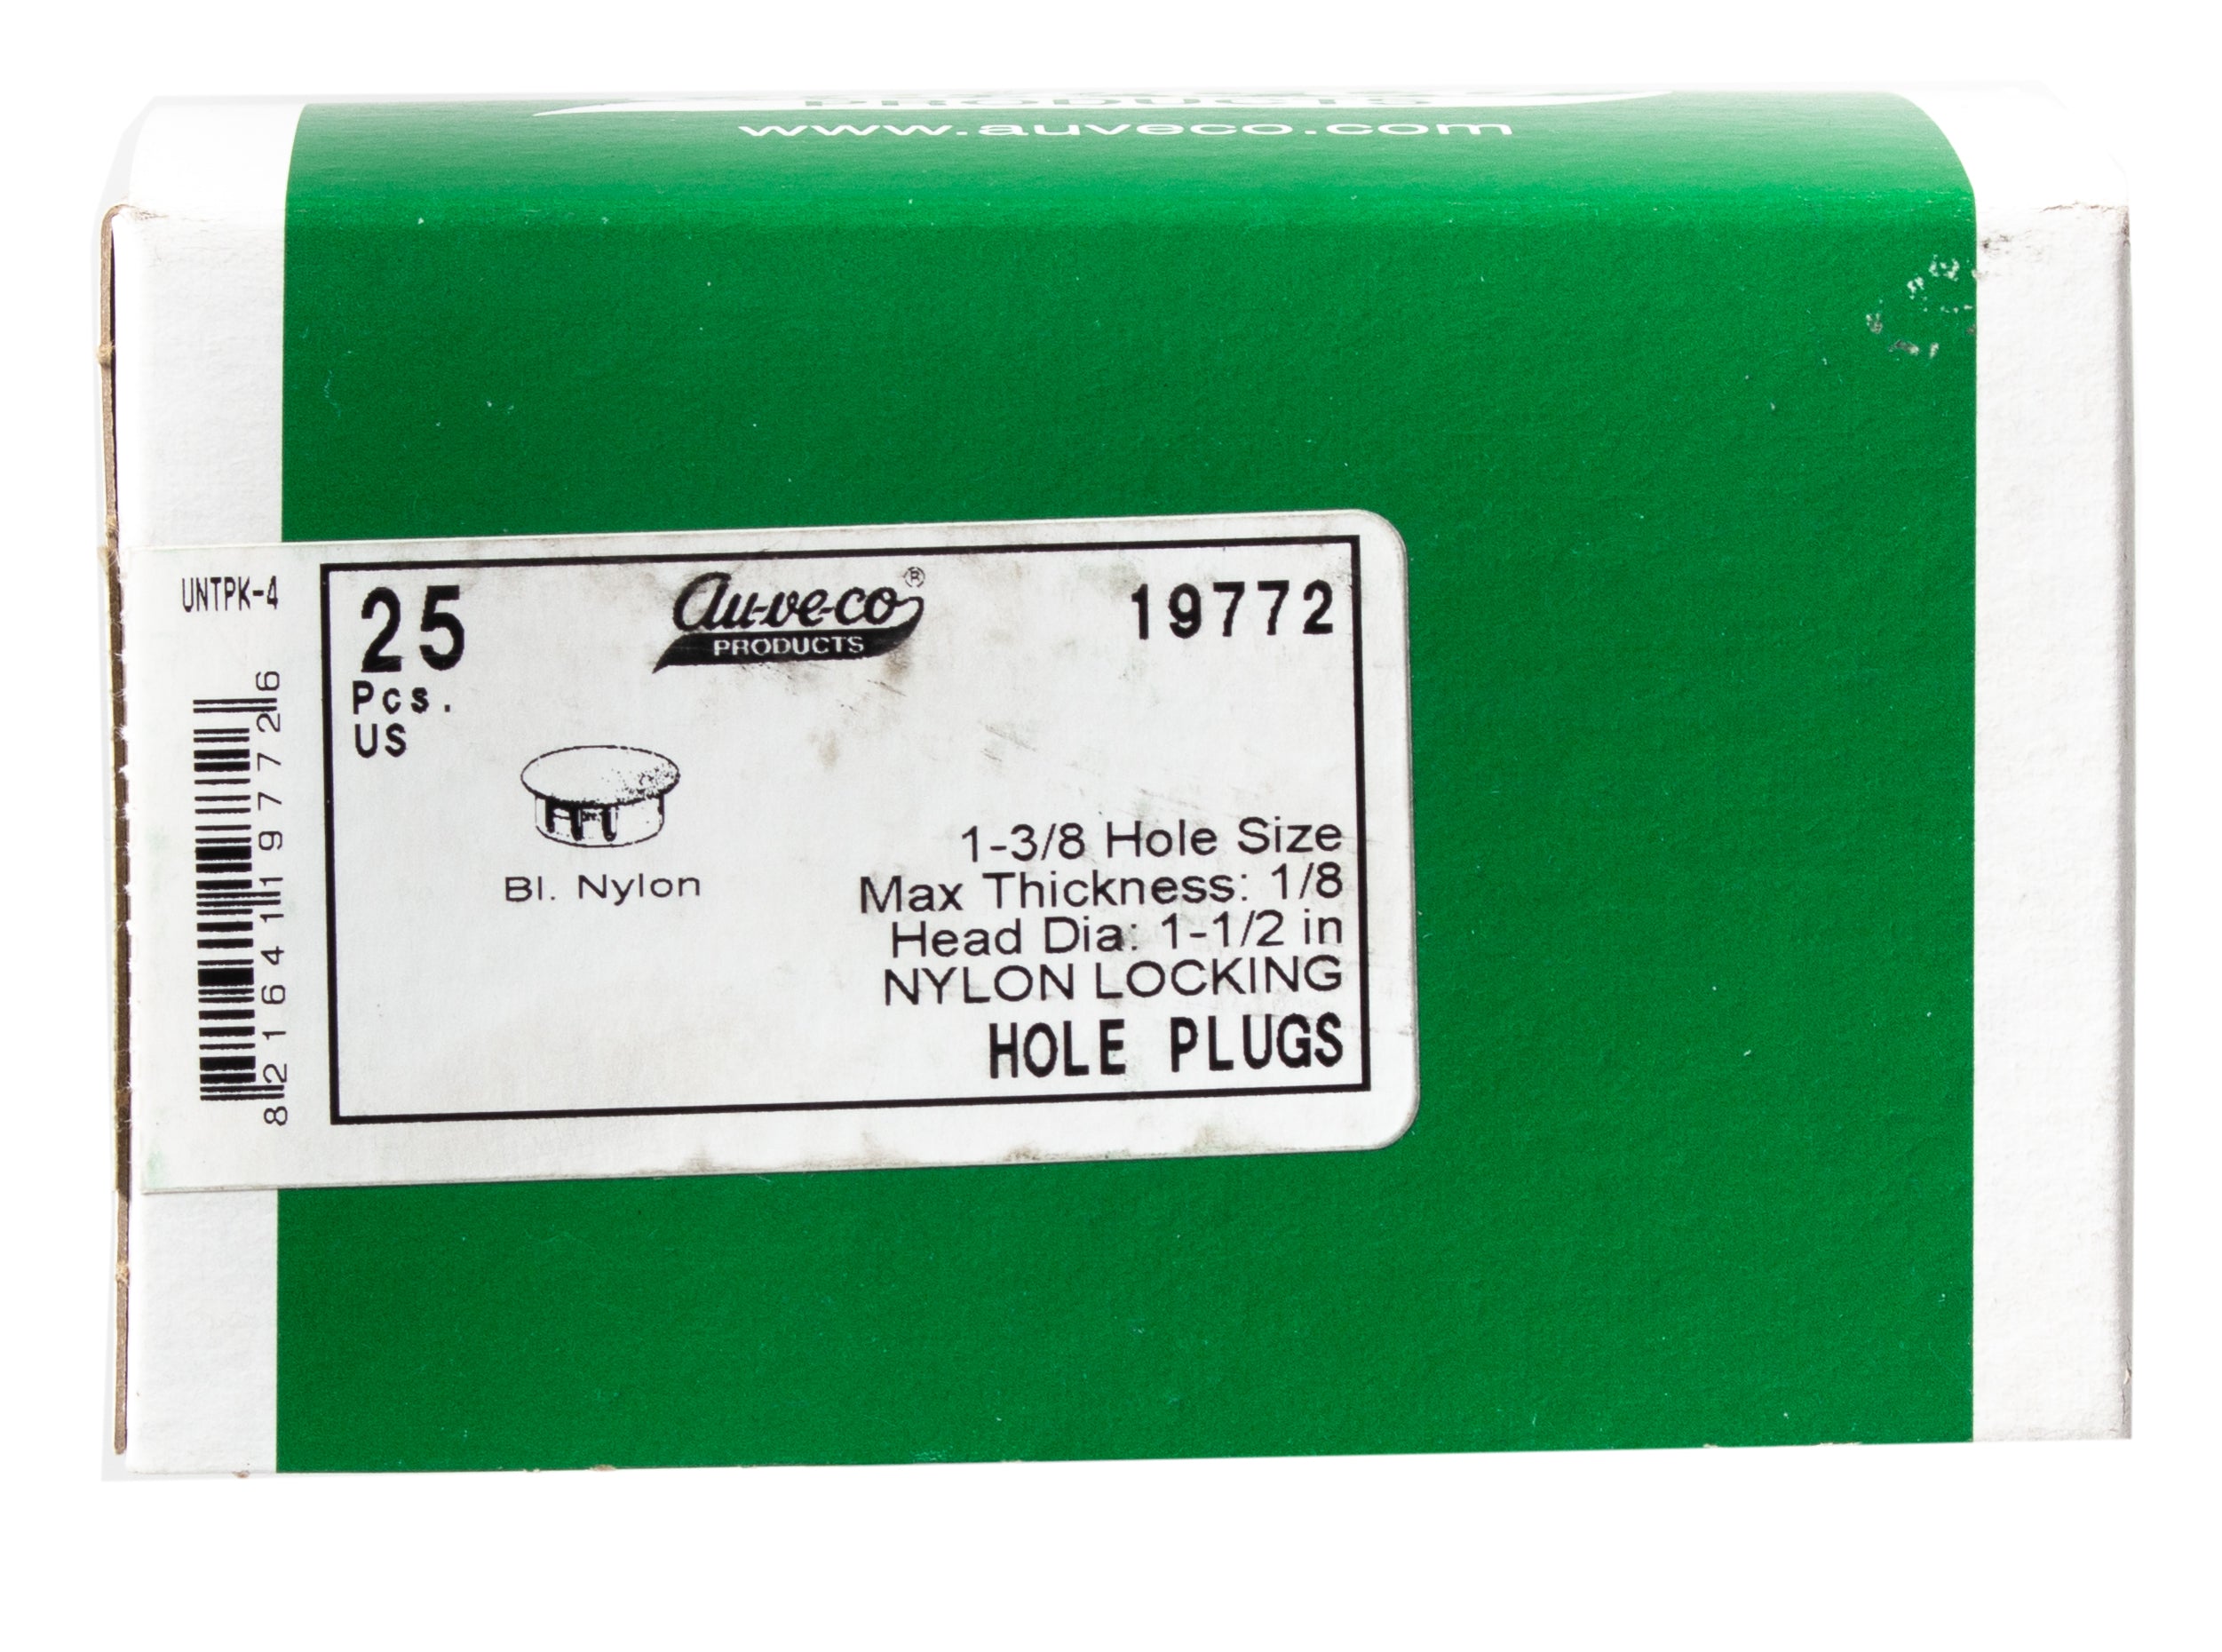 PRODUCTS
www.auveco.com
UNTPK-4
8 21641 19772 6
25
Pcs.
US
au-ve-co®
PRODUCTS
19772
Bl. Nylon
1-3/8 Hole Size
Max Thickness: 1/8
Head Dia: 1-1/2 in
NYLON LOCKING
HOLE PLUGS